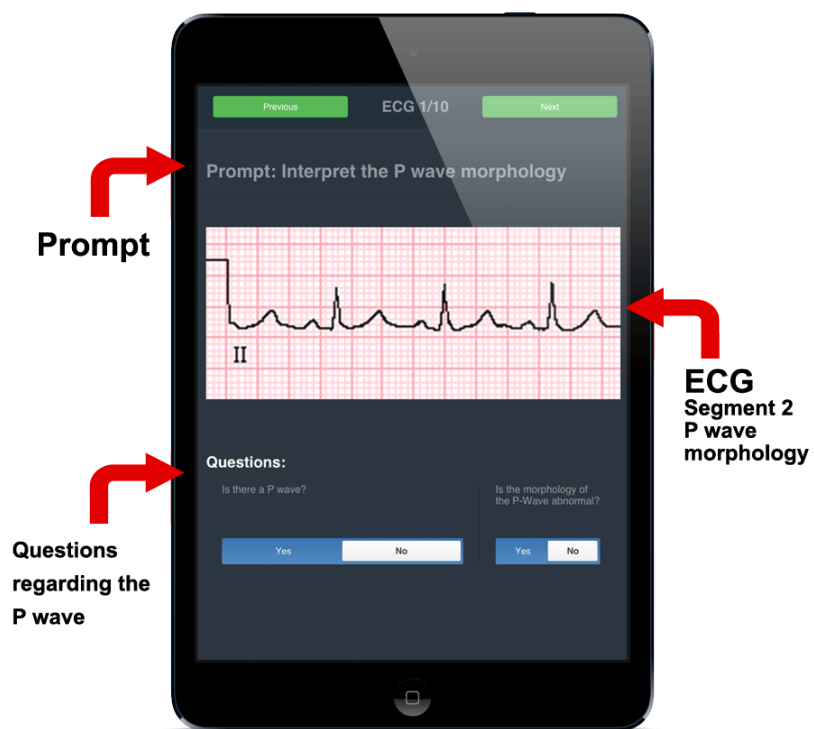 Previous
ECG 1/10
Next
Prompt: Interpret the P wave morphology
Prompt
II
ECG
Segment 2
P wave
morphology
Questions:
Is there a P wave?
Yes
No
Is the morphology of
the P-Wave abnormal?
Yes
No
Questions
regarding the
P wave